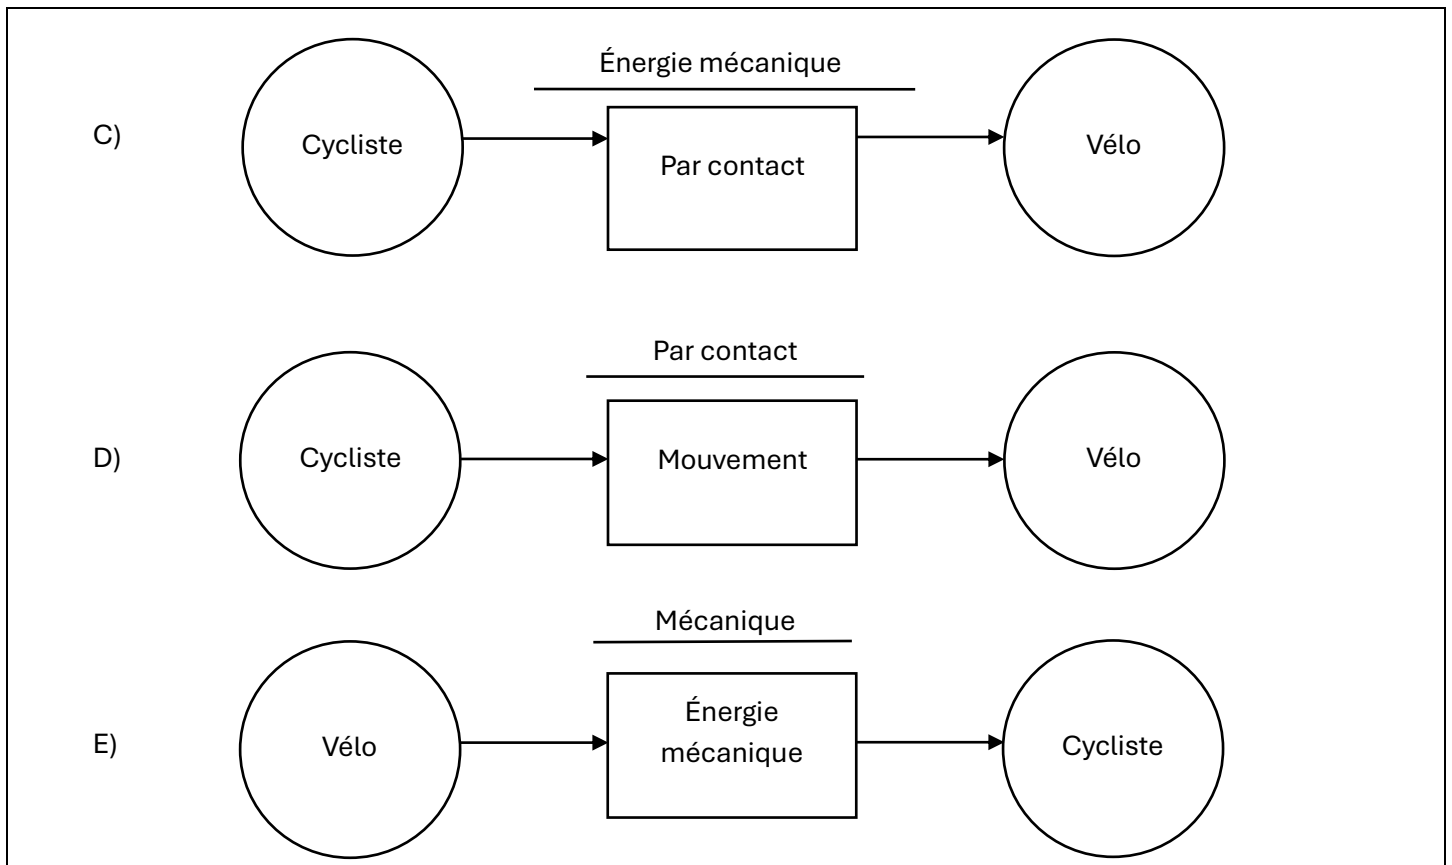 Énergie mécanique
C)
Cycliste
Par contact
Vélo
Par contact
D)
Cycliste
Mouvement
Vélo
Mécanique
E)
Vélo
Énergie
mécanique
Cycliste